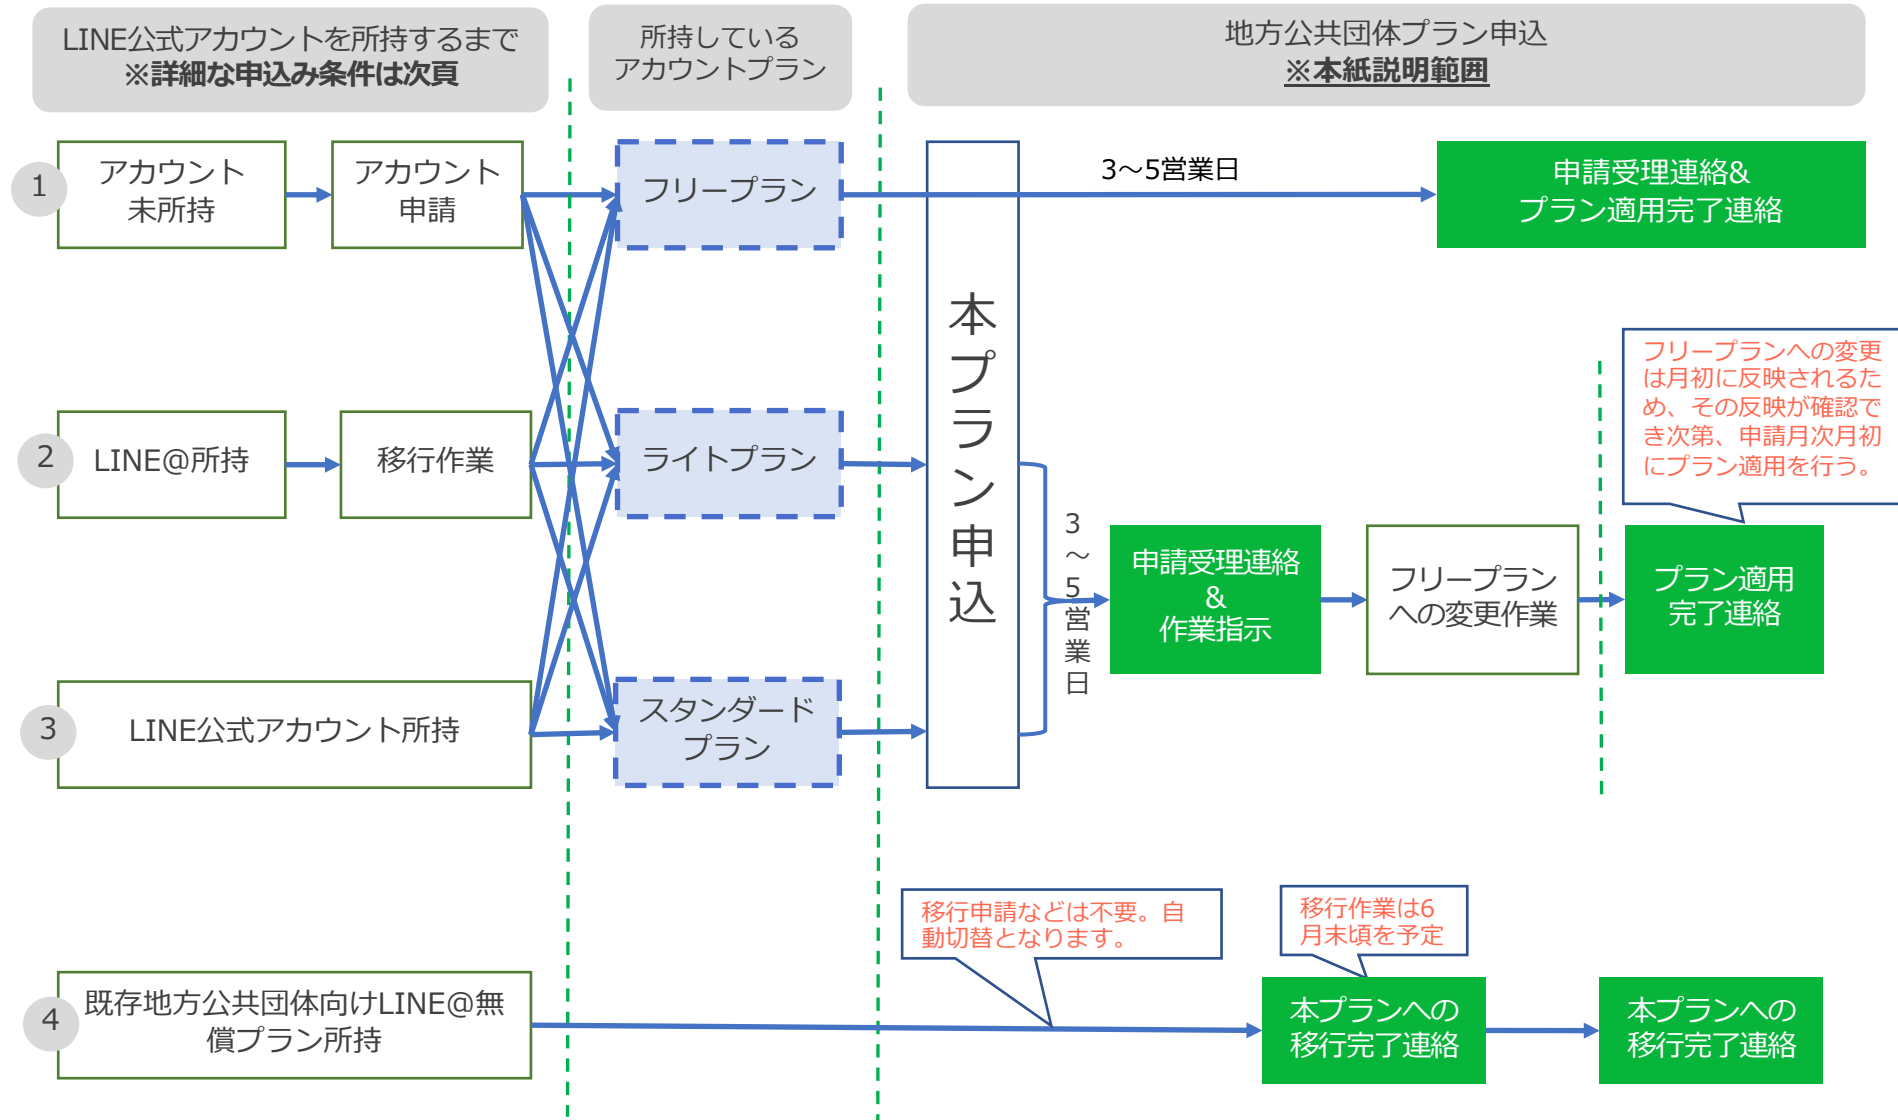 LINE公式アカウントを所持するまで
※詳細な申込み条件は次頁
所持している
アカウントプラン
地方公共団体プラン申込
※本紙説明範囲
1
アカウント
未所持
アカウント
申請
フリープラン
3～5営業日
申請受理連絡&
プラン適用完了連絡
2
LINE@所持
移行作業
ライトプラン
本プラン申込
3～5営業日
申請受理連絡
&
作業指示
フリープラン
への変更作業
フリープランへの変更
は月初に反映されるた
め、その反映が確認で
き次第、申請月次月初
にプラン適用を行う。
プラン適用
完了連絡
3
LINE公式アカウント所持
スタンダード
プラン
4
既存地方公共団体向けLINE@無
償プラン所持
移行申請などは不要。自
動切替となります。
移行作業は6
月末頃を予定
本プランへの
移行完了連絡
本プランへの
移行完了連絡